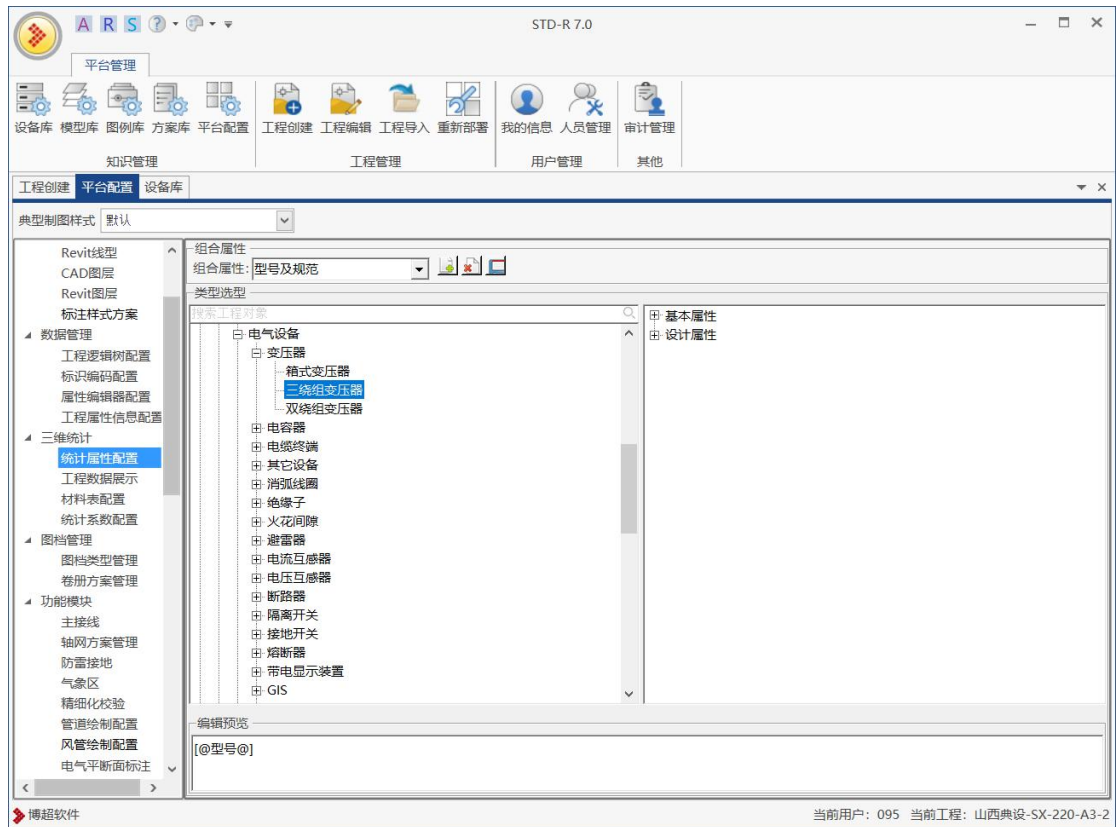 A R S ?
STD-R 7.0
平台管理
设备库 模型库 图例库 方案库 平台配置 工程创建 工程编辑 工程导入 重新部署 我的信息 人员管理 审计管理
知识管理 工程管理 用户管理 其他
工程创建 平台配置 设备库
典型制图样式 默认
Revit线型
CAD图层
Revit图层
标注样式方案
数据管理
工程逻辑树配置
标识编码配置
属性编辑器配置
工程属性信息配置
三维统计
统计属性配置
工程数据展示
材料表配置
统计系数配置
图档管理
图档类型管理
卷册方案管理
功能模块
主接线
轴网方案管理
防雷接地
气象区
精细化校验
管道绘制配置
风管绘制配置
电气平断面标注
组合属性
组合属性: 型号及规范
类型选型
搜索工程对象
电气设备
变压器
箱式变压器
三绕组变压器
双绕组变压器
电容器
电缆终端
其它设备
消弧线圈
绝缘子
火花间隙
避雷器
电流互感器
电压互感器
断路器
隔离开关
接地开关
熔断器
带电显示装置
GIS
基本属性
设计属性
编辑预览
[@型号@]
博超软件
当前用户：095 当前工程：山西典设-SX-220-A3-2